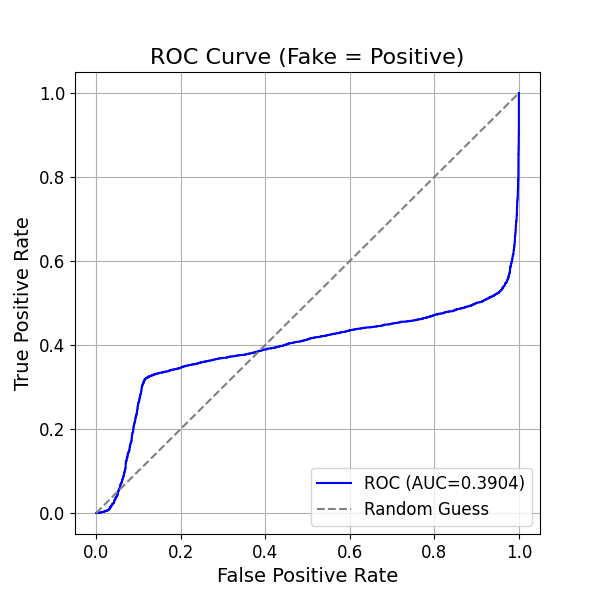 ROC Curve (Fake = Positive)
True Positive Rate
1.0
0.8
0.6
0.4
0.2
0.0
ROC (AUC=0.3904)
Random Guess
0.0 0.2 0.4 0.6 0.8 1.0
False Positive Rate